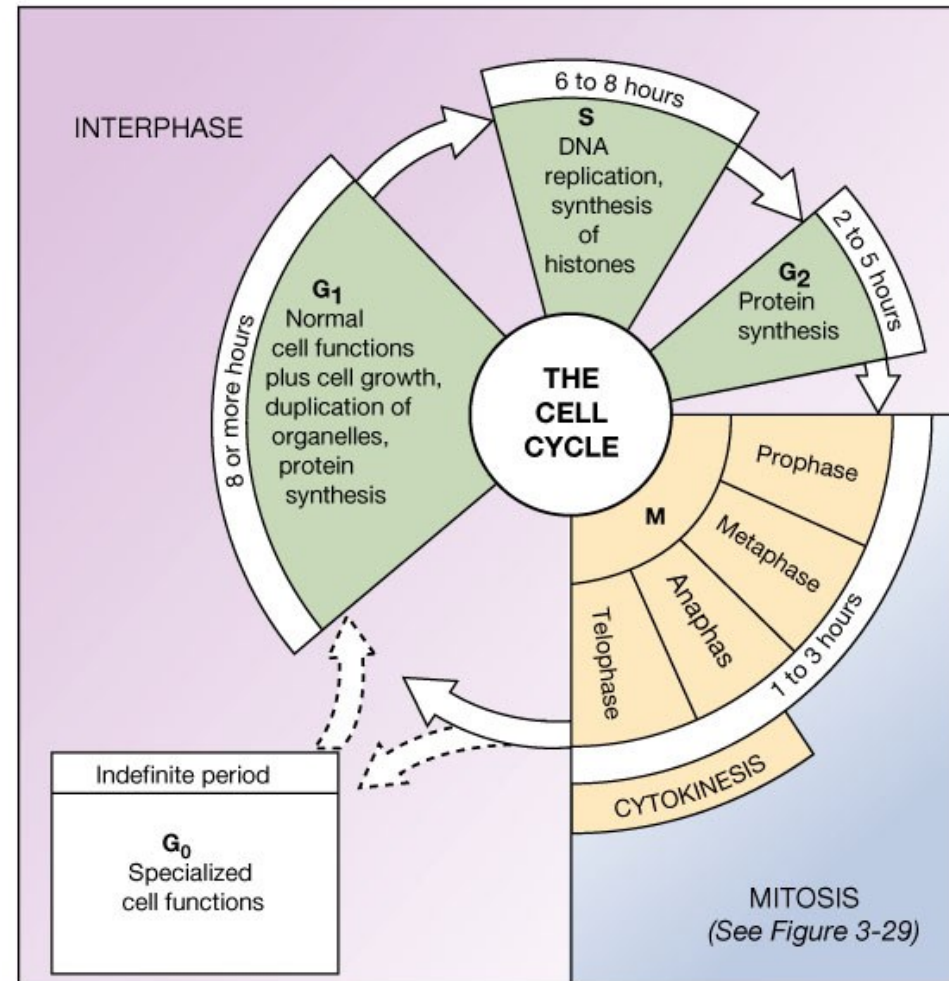 INTERPHASE
6 to 8 hours
S
DNA
replication,
synthesis
of
histones
2 to 5 hours
G₂
Protein
synthesis
8 or more hours
G₁
Normal
cell functions
plus cell growth,
duplication of
organelles,
protein
synthesis
THE
CELL
CYCLE
M
Prophase
Metaphase
Anaphas
Telophase
1 to 3 hours
CYTOKINESIS
Indefinite period
G₀
Specialized
cell functions
MITOSIS
(See Figure 3-29)